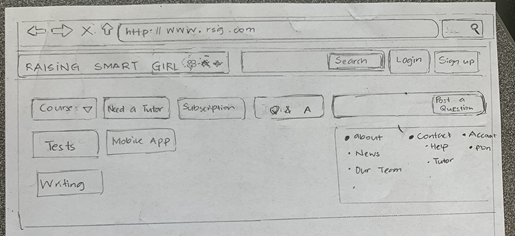 http://www.rsg.com
RAISING SMART GIRL
Search
Login
Sign up
Course
Need a Tutor
Subscription
Q & A
Post a
Question
Tests
Mobile App
Writing
• about
• News
• Our Team
• Contact
• Help
• Tutor
• Account